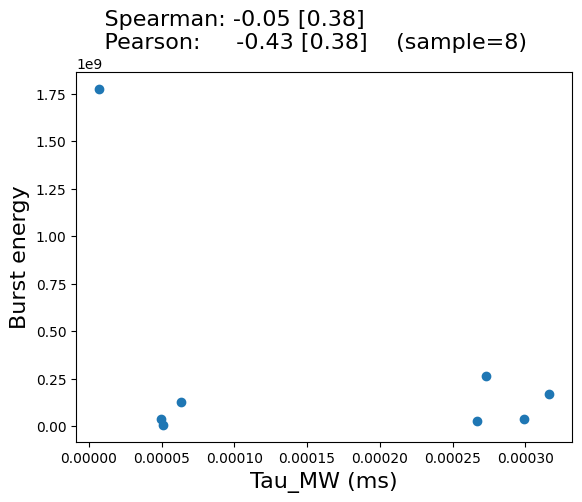 Spearman: -0.05 [0.38]
Pearson: -0.43 [0.38] (sample=8)
1e9
1.75
1.50
1.25
1.00
0.75
0.50
0.25
0.00
Burst energy
0.00000 0.00005 0.00010 0.00015 0.00020 0.00025 0.00030
Tau_MW (ms)